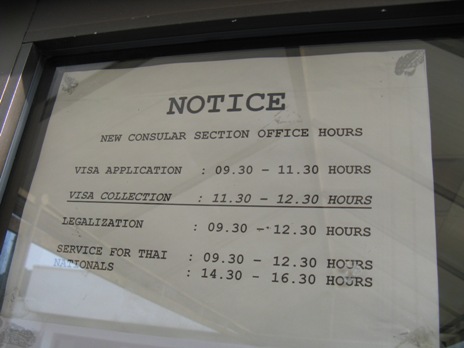 NOTICE
NEW CONSULAR SECTION OFFICE HOURS
VISA APPLICATION : 09.30 - 11.30 HOURS
VISA COLLECTION : 11.30 - 12.30 HOURS
LEGALIZATION : 09.30 - 12.30 HOURS
SERVICE FOR THAI : 09.30 - 12.30 HOURS
NATIONALS : 14.30 - 16.30 HOURS